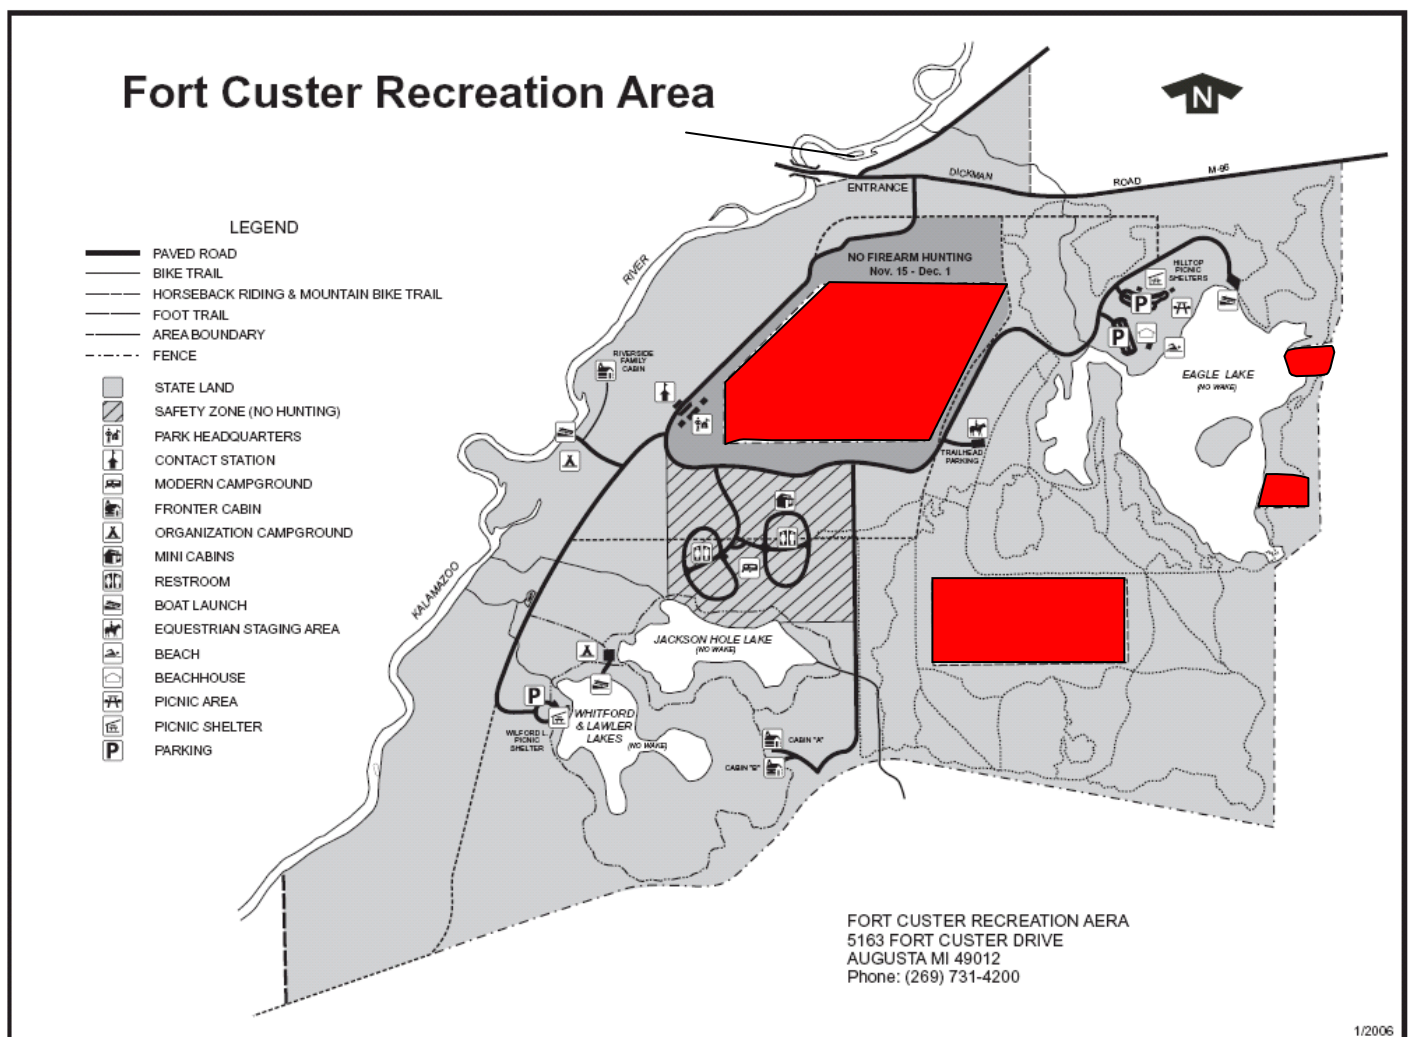 Fort Custer Recreation Area
N
ENTRANCE
DICKMAN
ROAD
M-96
LEGEND
PAVED ROAD
BIKE TRAIL
HORSEBACK RIDING & MOUNTAIN BIKE TRAIL
FOOT TRAIL
AREA BOUNDARY
FENCE
STATE LAND
SAFETY ZONE (NO HUNTING)
PARK HEADQUARTERS
CONTACT STATION
MODERN CAMPGROUND
FRONTER CABIN
ORGANIZATION CAMPGROUND
MINI CABINS
RESTROOM
BOAT LAUNCH
EQUESTRIAN STAGING AREA
BEACH
BEACHHOUSE
PICNIC AREA
PICNIC SHELTER
P
PARKING
RIVER
KALAMAZOO
NO FIREARM HUNTING
Nov. 15 - Dec. 1
HILLTOP
PICNIC
SHELTERS
P
P
RIVERSIDE
FAMILY
CABIN
EAGLE LAKE
(NO WAKE)
TRAILHEAD
PARKING
JACKSON HOLE LAKE
(NO WAKE)
P
WHITFORD
& LAWLER
LAKES
(NO WAKE)
WILFORD L.
PICNIC
SHELTER
CABIN "A"
CABIN "B"
FORT CUSTER RECREATION AERA
5163 FORT CUSTER DRIVE
AUGUSTA MI 49012
Phone: (269) 731-4200
1/2006